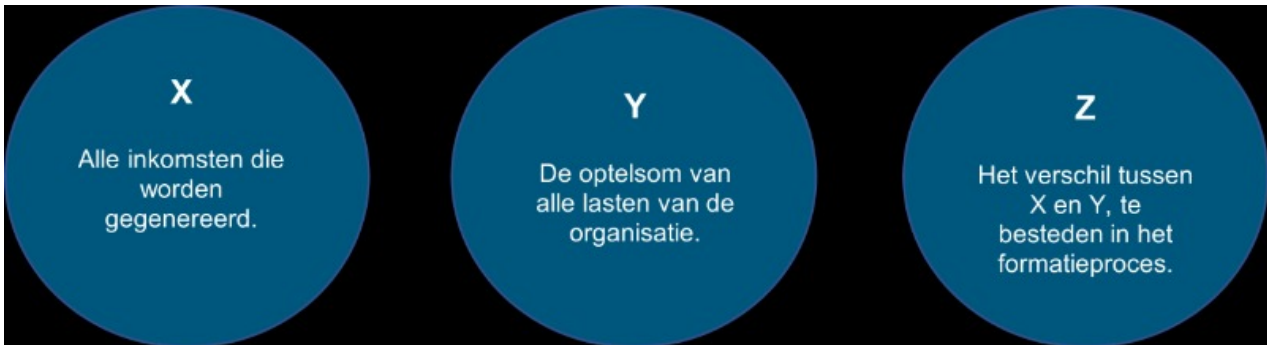 X
Alle inkomsten die
worden
gegenereerd.
Y
De optelsom van
alle lasten van de
organisatie.
Z
Het verschil tussen
X en Y, te
besteden in het
formatieproces.